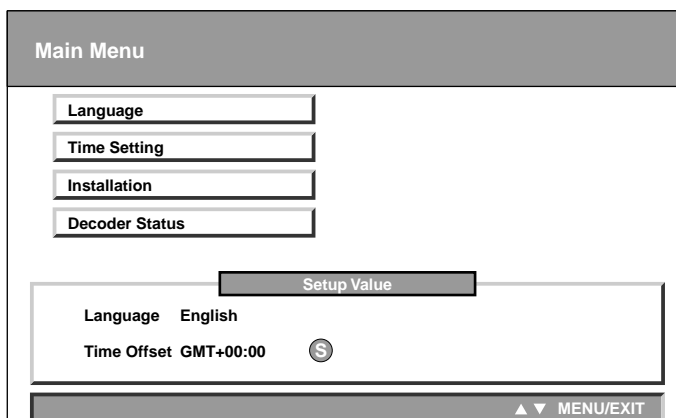 Main Menu
Language
Time Setting
Installation
Decoder Status
Setup Value
Language English
Time Offset GMT+00:00 S
▲ ▼ MENU/EXIT